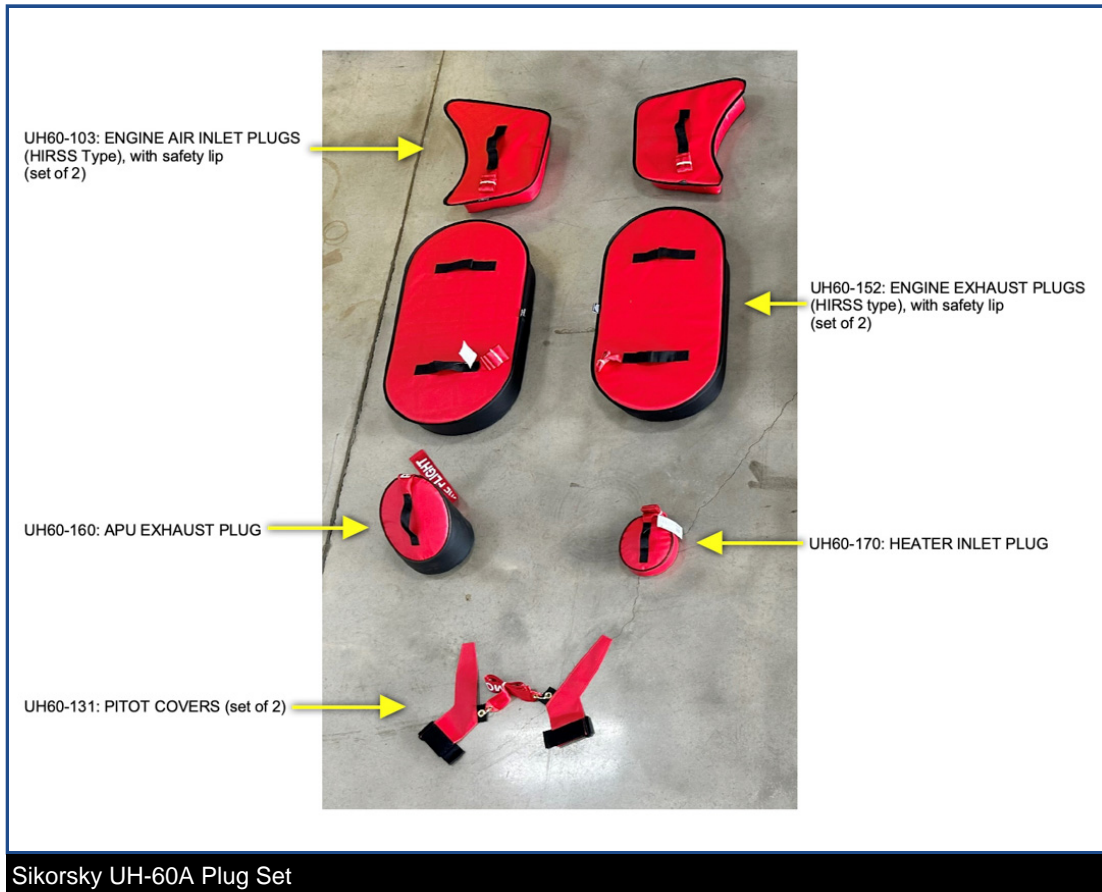 UH60-103: ENGINE AIR INLET PLUGS
(HIRSS Type), with safety lip
(set of 2)
UH60-152: ENGINE EXHAUST PLUGS
(HIRSS type), with safety lip
(set of 2)
UH60-160: APU EXHAUST PLUG
UH60-170: HEATER INLET PLUG
UH60-131: PITOT COVERS (set of 2)
Sikorsky UH-60A Plug Set